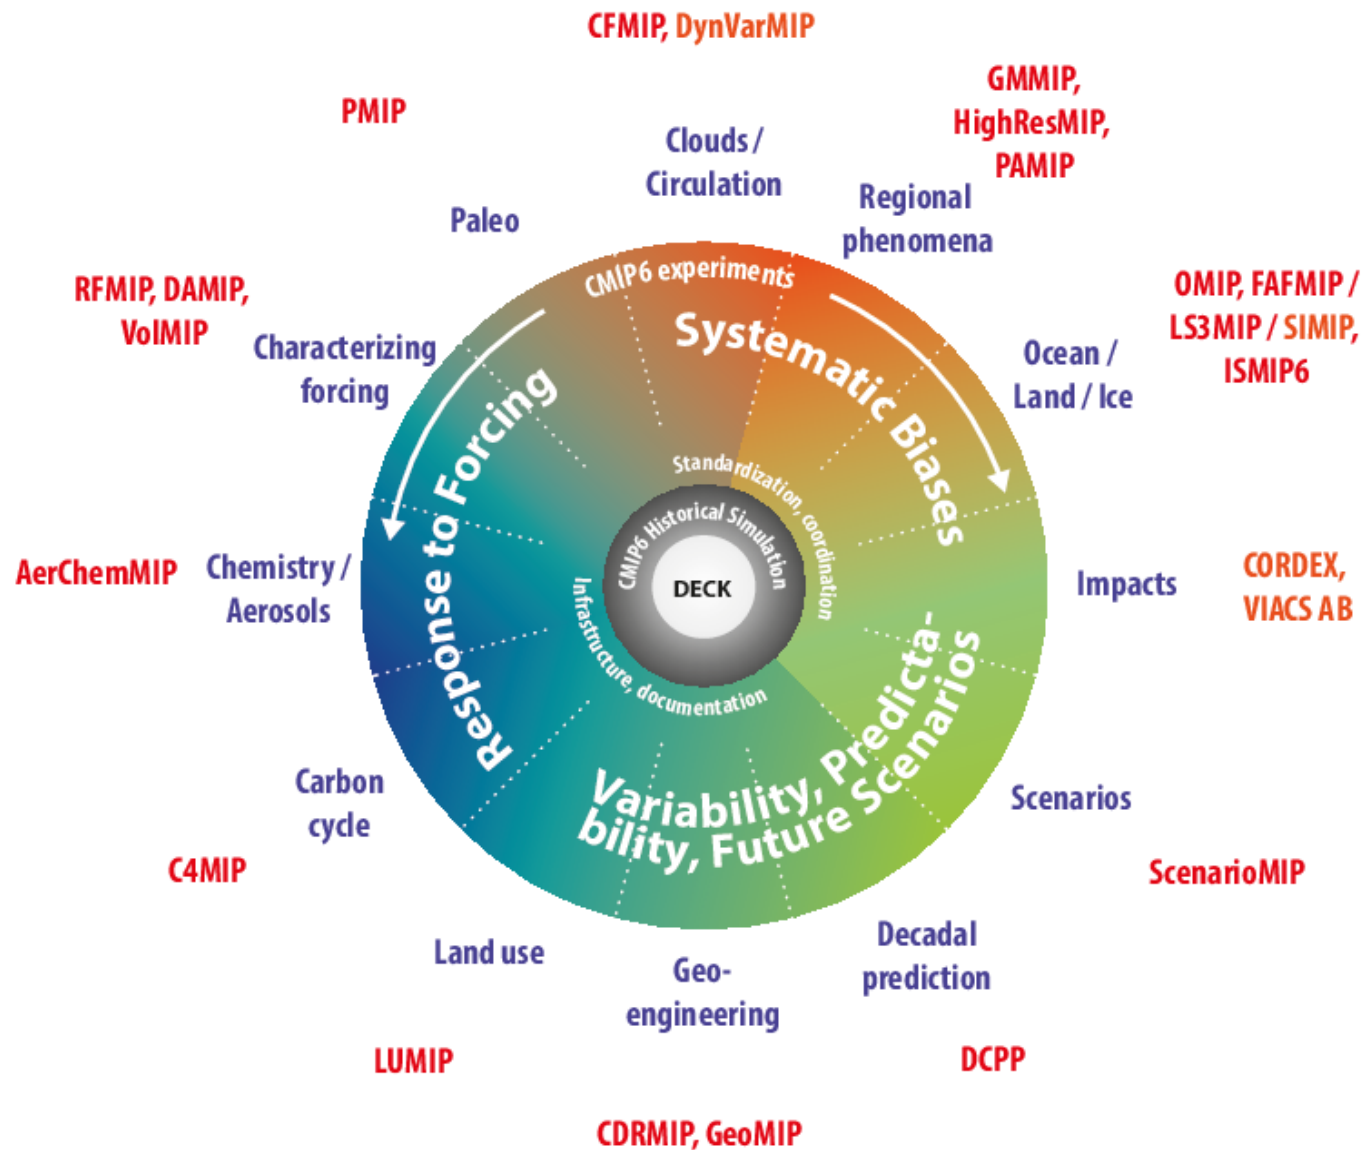 CFMIP, DynVarMIP
GMMIP,
HighResMIP,
PAMIP
PMIP
Clouds /
Circulation
Regional
phenomena
Paleo
OMIP, FAFMIP /
LS3MIP / SIMIP,
ISMIP6
RFMIP, DAMIP,
VolMIP
Characterizing
forcing
Ocean /
Land / Ice
CMIP6 experiments
Systematic Biases
Response to Forcing
Variability, Predicta-
bility, Future Scenarios
Standardization, coordination
CMIP6 Historical Simulation
DECK
Infrastructure, documentation
AerChemMIP
Chemistry /
Aerosols
Impacts
CORDEX,
VIACS AB
Carbon
cycle
Scenarios
C4MIP
ScenarioMIP
Land use
Geo-
engineering
Decadal
prediction
LUMIP
DCPP
CDRMIP, GeoMIP